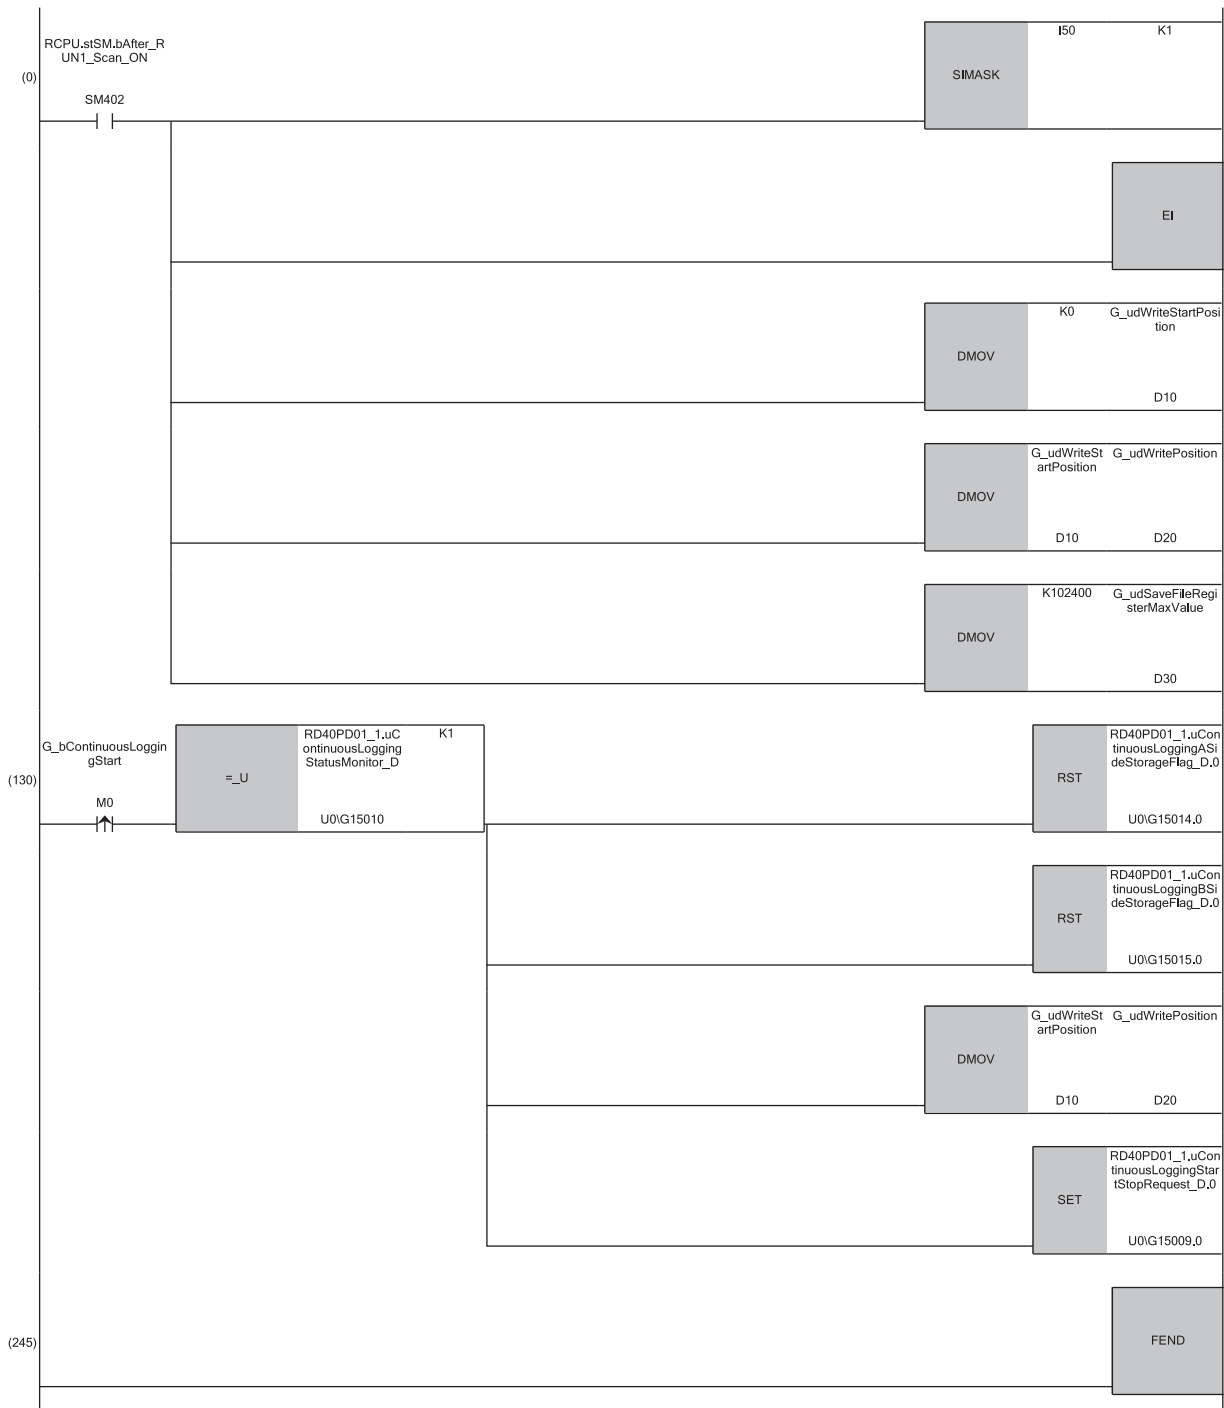 RCPU.stSM.bAfter_R
UN1_Scan_ON
(0)
SM402
SIMASK
I50
K1
EI
DMOV
K0
G_udWriteStartPosi
tion
D10
DMOV
G_udWriteSt
artPosition
G_udWritePosition
D10
D20
DMOV
K102400
G_udSaveFileRegi
sterMaxValue
D30
G_bContinuousLoggin
gStart
(130)
M0
=_U
RD40PD01_1.uC
ontinuousLogging
StatusMonitor_D
K1
U0\G15010
RST
RD40PD01_1.uCon
tinuousLoggingASi
deStorageFlag_D.0
U0\G15014.0
RST
RD40PD01_1.uCon
tinuousLoggingBSi
deStorageFlag_D.0
U0\G15015.0
DMOV
G_udWriteSt
artPosition
G_udWritePosition
D10
D20
SET
RD40PD01_1.uCon
tinuousLoggingStar
tStopRequest_D.0
U0\G15009.0
(245)
FEND